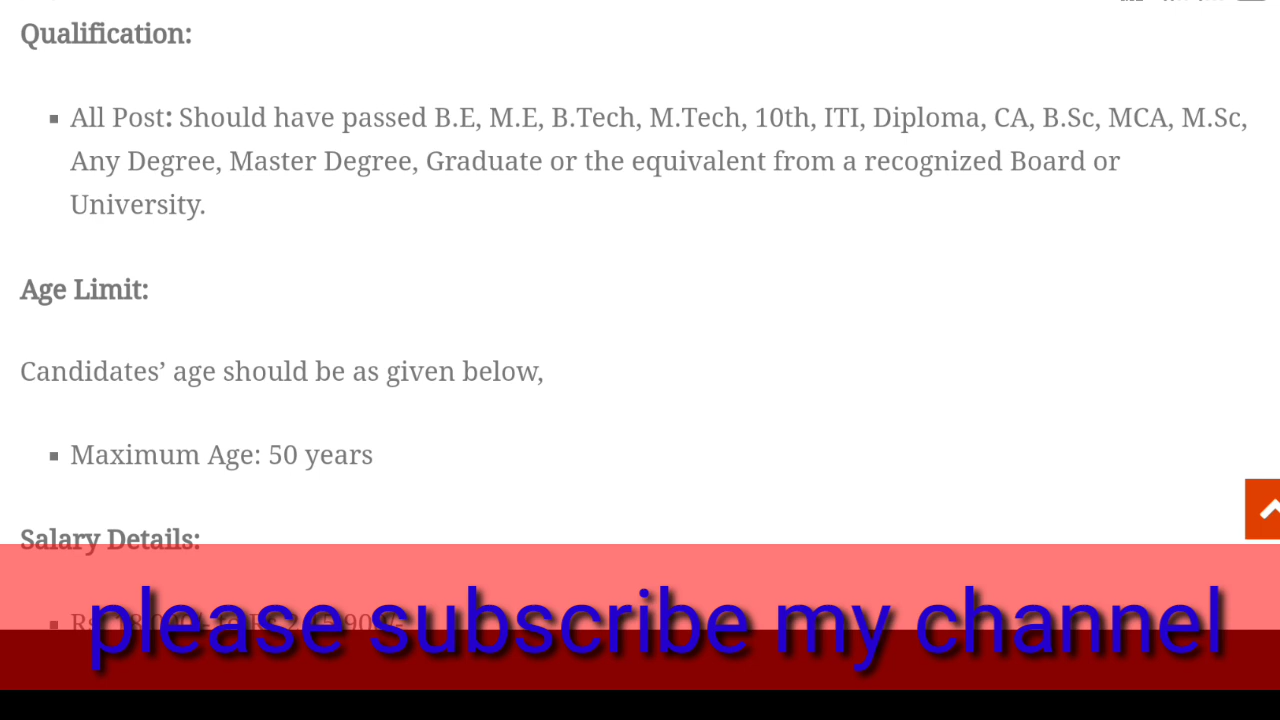 Qualification:
All Post: Should have passed B.E, M.E, B.Tech, M.Tech, 10th, ITI, Diploma, CA, B.Sc, MCA, M.Sc,
Any Degree, Master Degree, Graduate or the equivalent from a recognized Board or
University.
Age Limit:
Candidates’ age should be as given below,
Maximum Age: 50 years
Salary Details:
please subscribe my channel